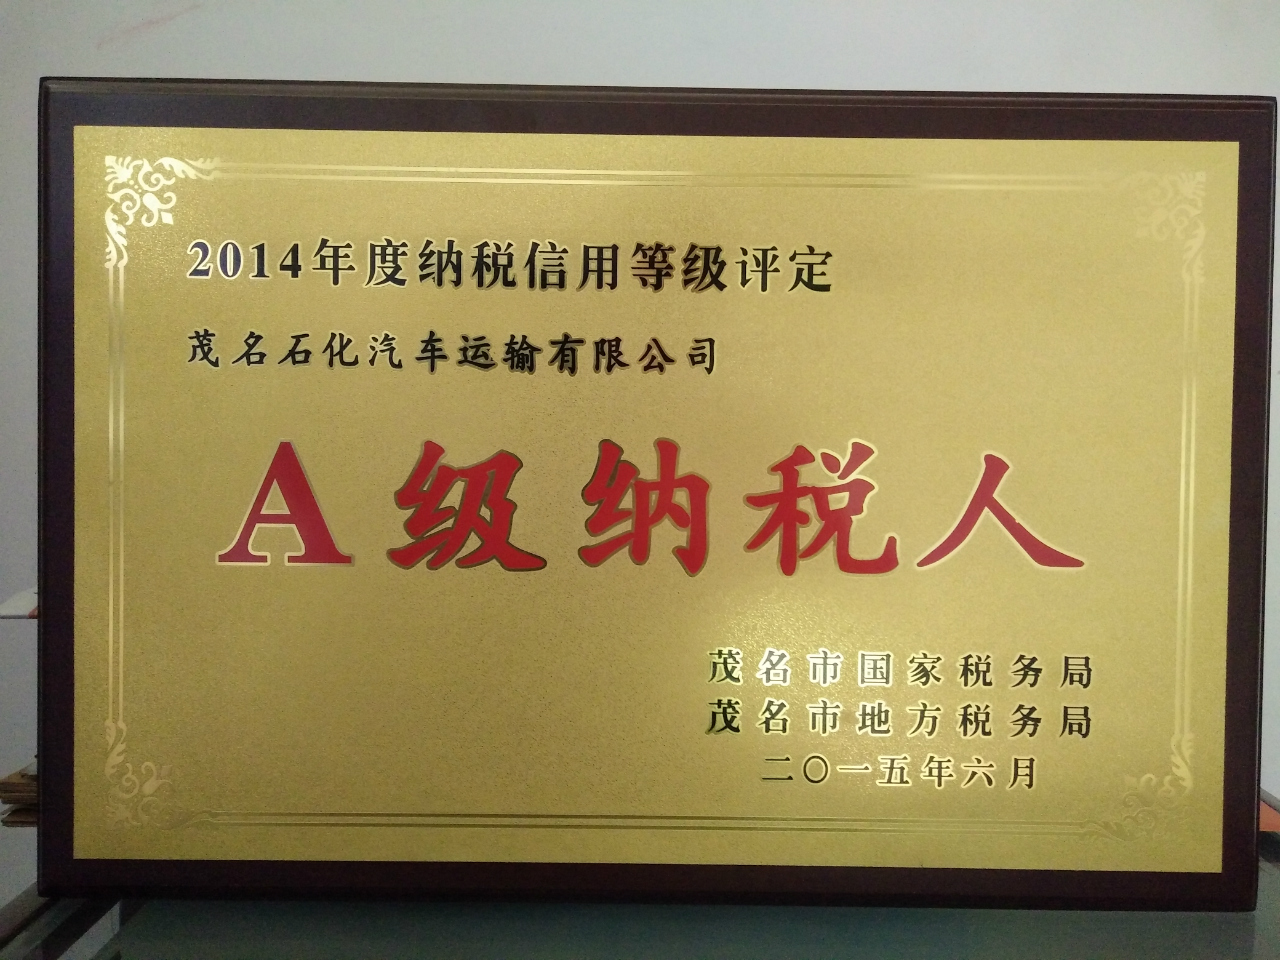 2014年度纳税信用等级评定
茂名石化汽车运输有限公司
A级纳税人
茂名市国家税务局
茂名市地方税务局
二〇一五年六月